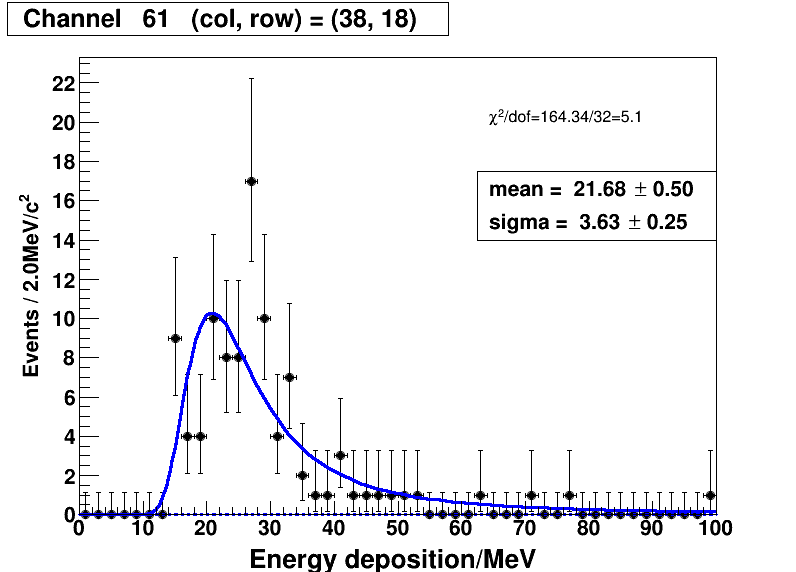 Channel 61 (col, row) = (38, 18)
χ²/dof=164.34/32=5.1
mean = 21.68 ± 0.50
sigma = 3.63 ± 0.25
Events / 2.0MeV/c²
22
20
18
16
14
12
10
8
6
4
2
0
0 10 20 30 40 50 60 70 80 90 100
Energy deposition/MeV